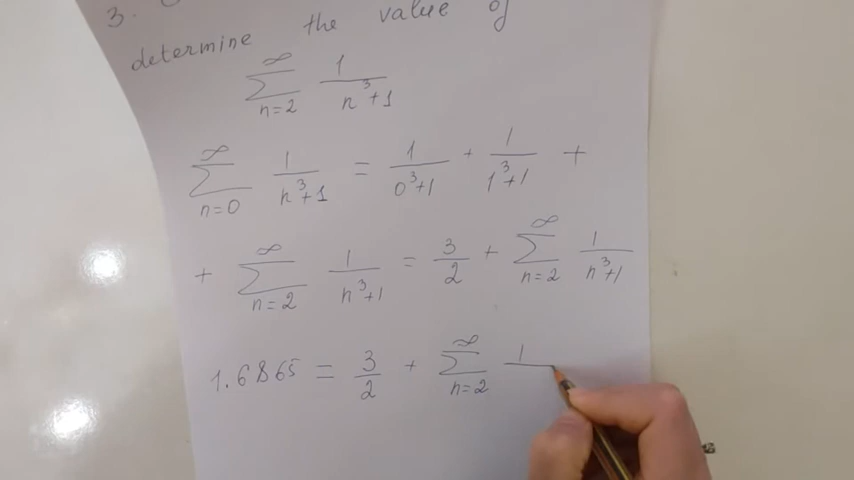 3.
determine the value of
∞ ∑ n=2 1/(n³+1)
∞ ∑ n=0 1/(n³+1) = 1/(0³+1) + 1/(1³+1) +
+ ∞ ∑ n=2 1/(n³+1) = 3/2 + ∞ ∑ n=2 1/(n³+1)
1.6865 = 3/2 + ∞ ∑ n=2 1/